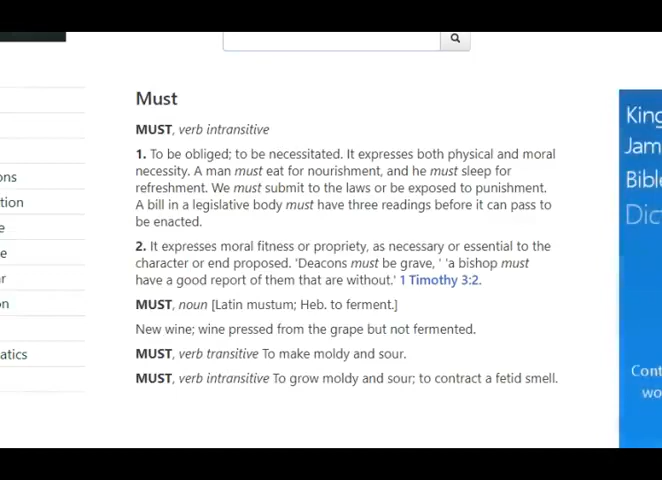 Must
MUST, verb intransitive
1. To be obliged; to be necessitated. It expresses both physical and moral
necessity. A man must eat for nourishment, and he must sleep for
refreshment. We must submit to the laws or be exposed to punishment.
A bill in a legislative body must have three readings before it can pass to
be enacted.
2. It expresses moral fitness or propriety, as necessary or essential to the
character or end proposed. 'Deacons must be grave, ' 'a bishop must
have a good report of them that are without.' 1 Timothy 3:2.
MUST, noun [Latin mustum; Heb. to ferment.]
New wine; wine pressed from the grape but not fermented.
MUST, verb transitive To make moldy and sour.
MUST, verb intransitive To grow moldy and sour; to contract a fetid smell.
ons
tion
e
e
r
n
atics
King
Jam
Bible
Dic
Cont
wo